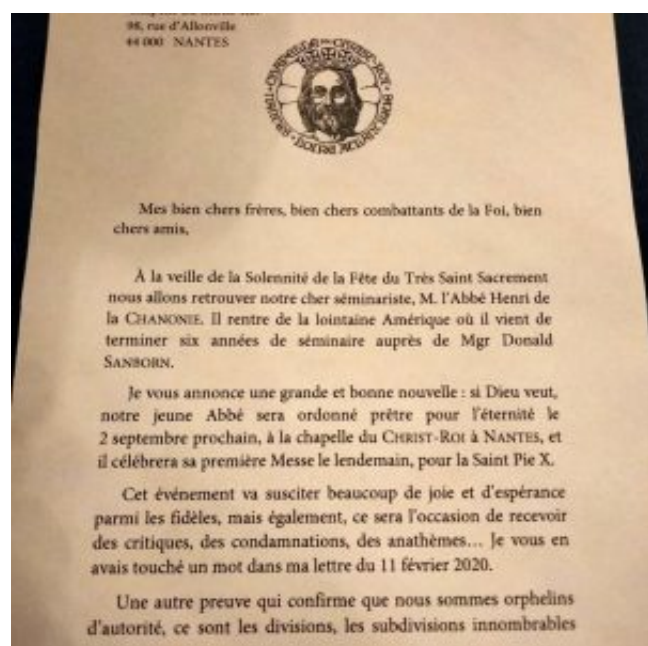 98, rue d'Allonville
44 000 NANTES
Mes bien chers frères, bien chers combattants de la Foi, bien
chers amis,
À la veille de la Solennité de la Fête du Très Saint Sacrement
nous allons retrouver notre cher séminariste, M. l'Abbé Henri de
la CHANONIE. Il rentre de la lointaine Amérique où il vient de
terminer six années de séminaire auprès de Mgr Donald
SANBORN.
Je vous annonce une grande et bonne nouvelle : si Dieu veut,
notre jeune Abbé sera ordonné prêtre pour l'éternité le
2 septembre prochain, à la chapelle du CHRIST-ROI à NANTES, et
il célébrera sa première Messe le lendemain, pour la Saint Pie X.
Cet événement va susciter beaucoup de joie et d'espérance
parmi les fidèles, mais également, ce sera l'occasion de recevoir
des critiques, des condamnations, des anathèmes... Je vous en
avais touché un mot dans ma lettre du 11 février 2020.
Une autre preuve qui confirme que nous sommes orphelins
d'autorité, ce sont les divisions, les subdivisions innombrables